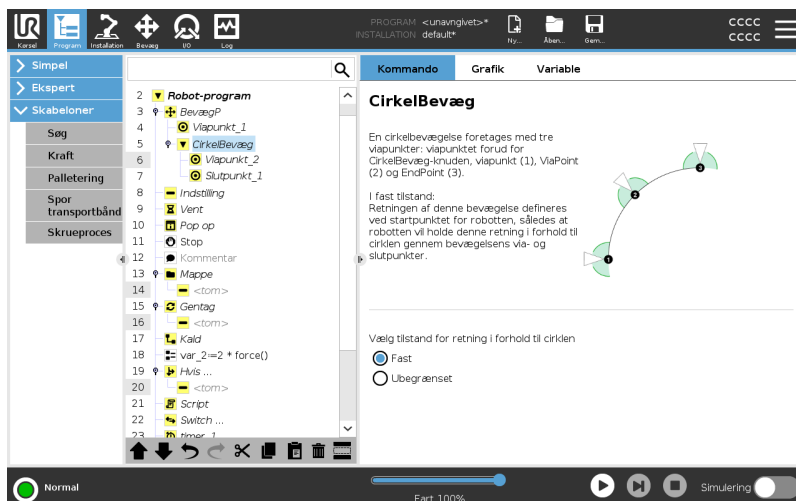 PROGRAM <unavngivet>*
INSTALLATION default*
CCCC
CCCC
Kørsel
Program
Installation
Bevæg
I/O
Log
Ny...
Åben...
Gem...
Simpel
Ekspert
Skabeloner
Søg
Kraft
Palletering
Spor
transportbånd
Skrueproces
2 Robot-program
3 BevægP
4 Viapunkt_1
5 CirkelBevæg
6 Viapunkt_2
7 Slutpunkt_1
8 Indstilling
9 Vent
10 Pop op
11 Stop
12 Kommentar
13 Mappe
14 <tom>
15 Gentag
16 <tom>
17 Kald
18 var_2:=2 * force()
19 Hvis ...
20 <tom>
21 Script
22 Switch ...
23 timer_1
Kommando
Grafik
Variable
CirkelBevæg
En cirkelbevægelse foretages med tre
viapunkter: viapunktet forud for
CirkelBevæg-knuden, viapunkt (1), ViaPoint
(2) og EndPoint (3).
I fast tilstand:
Retningen af denne bevægelse defineres
ved startpunktet for robotten, således at
robotten vil holde denne retning i forhold til
cirklen gennem bevægelsens via- og
slutpunkter.
1
2
3
Vælg tilstand for retning i forhold til cirklen
Fast
Ubegrænset
Normal
Fart 100%
Simulering